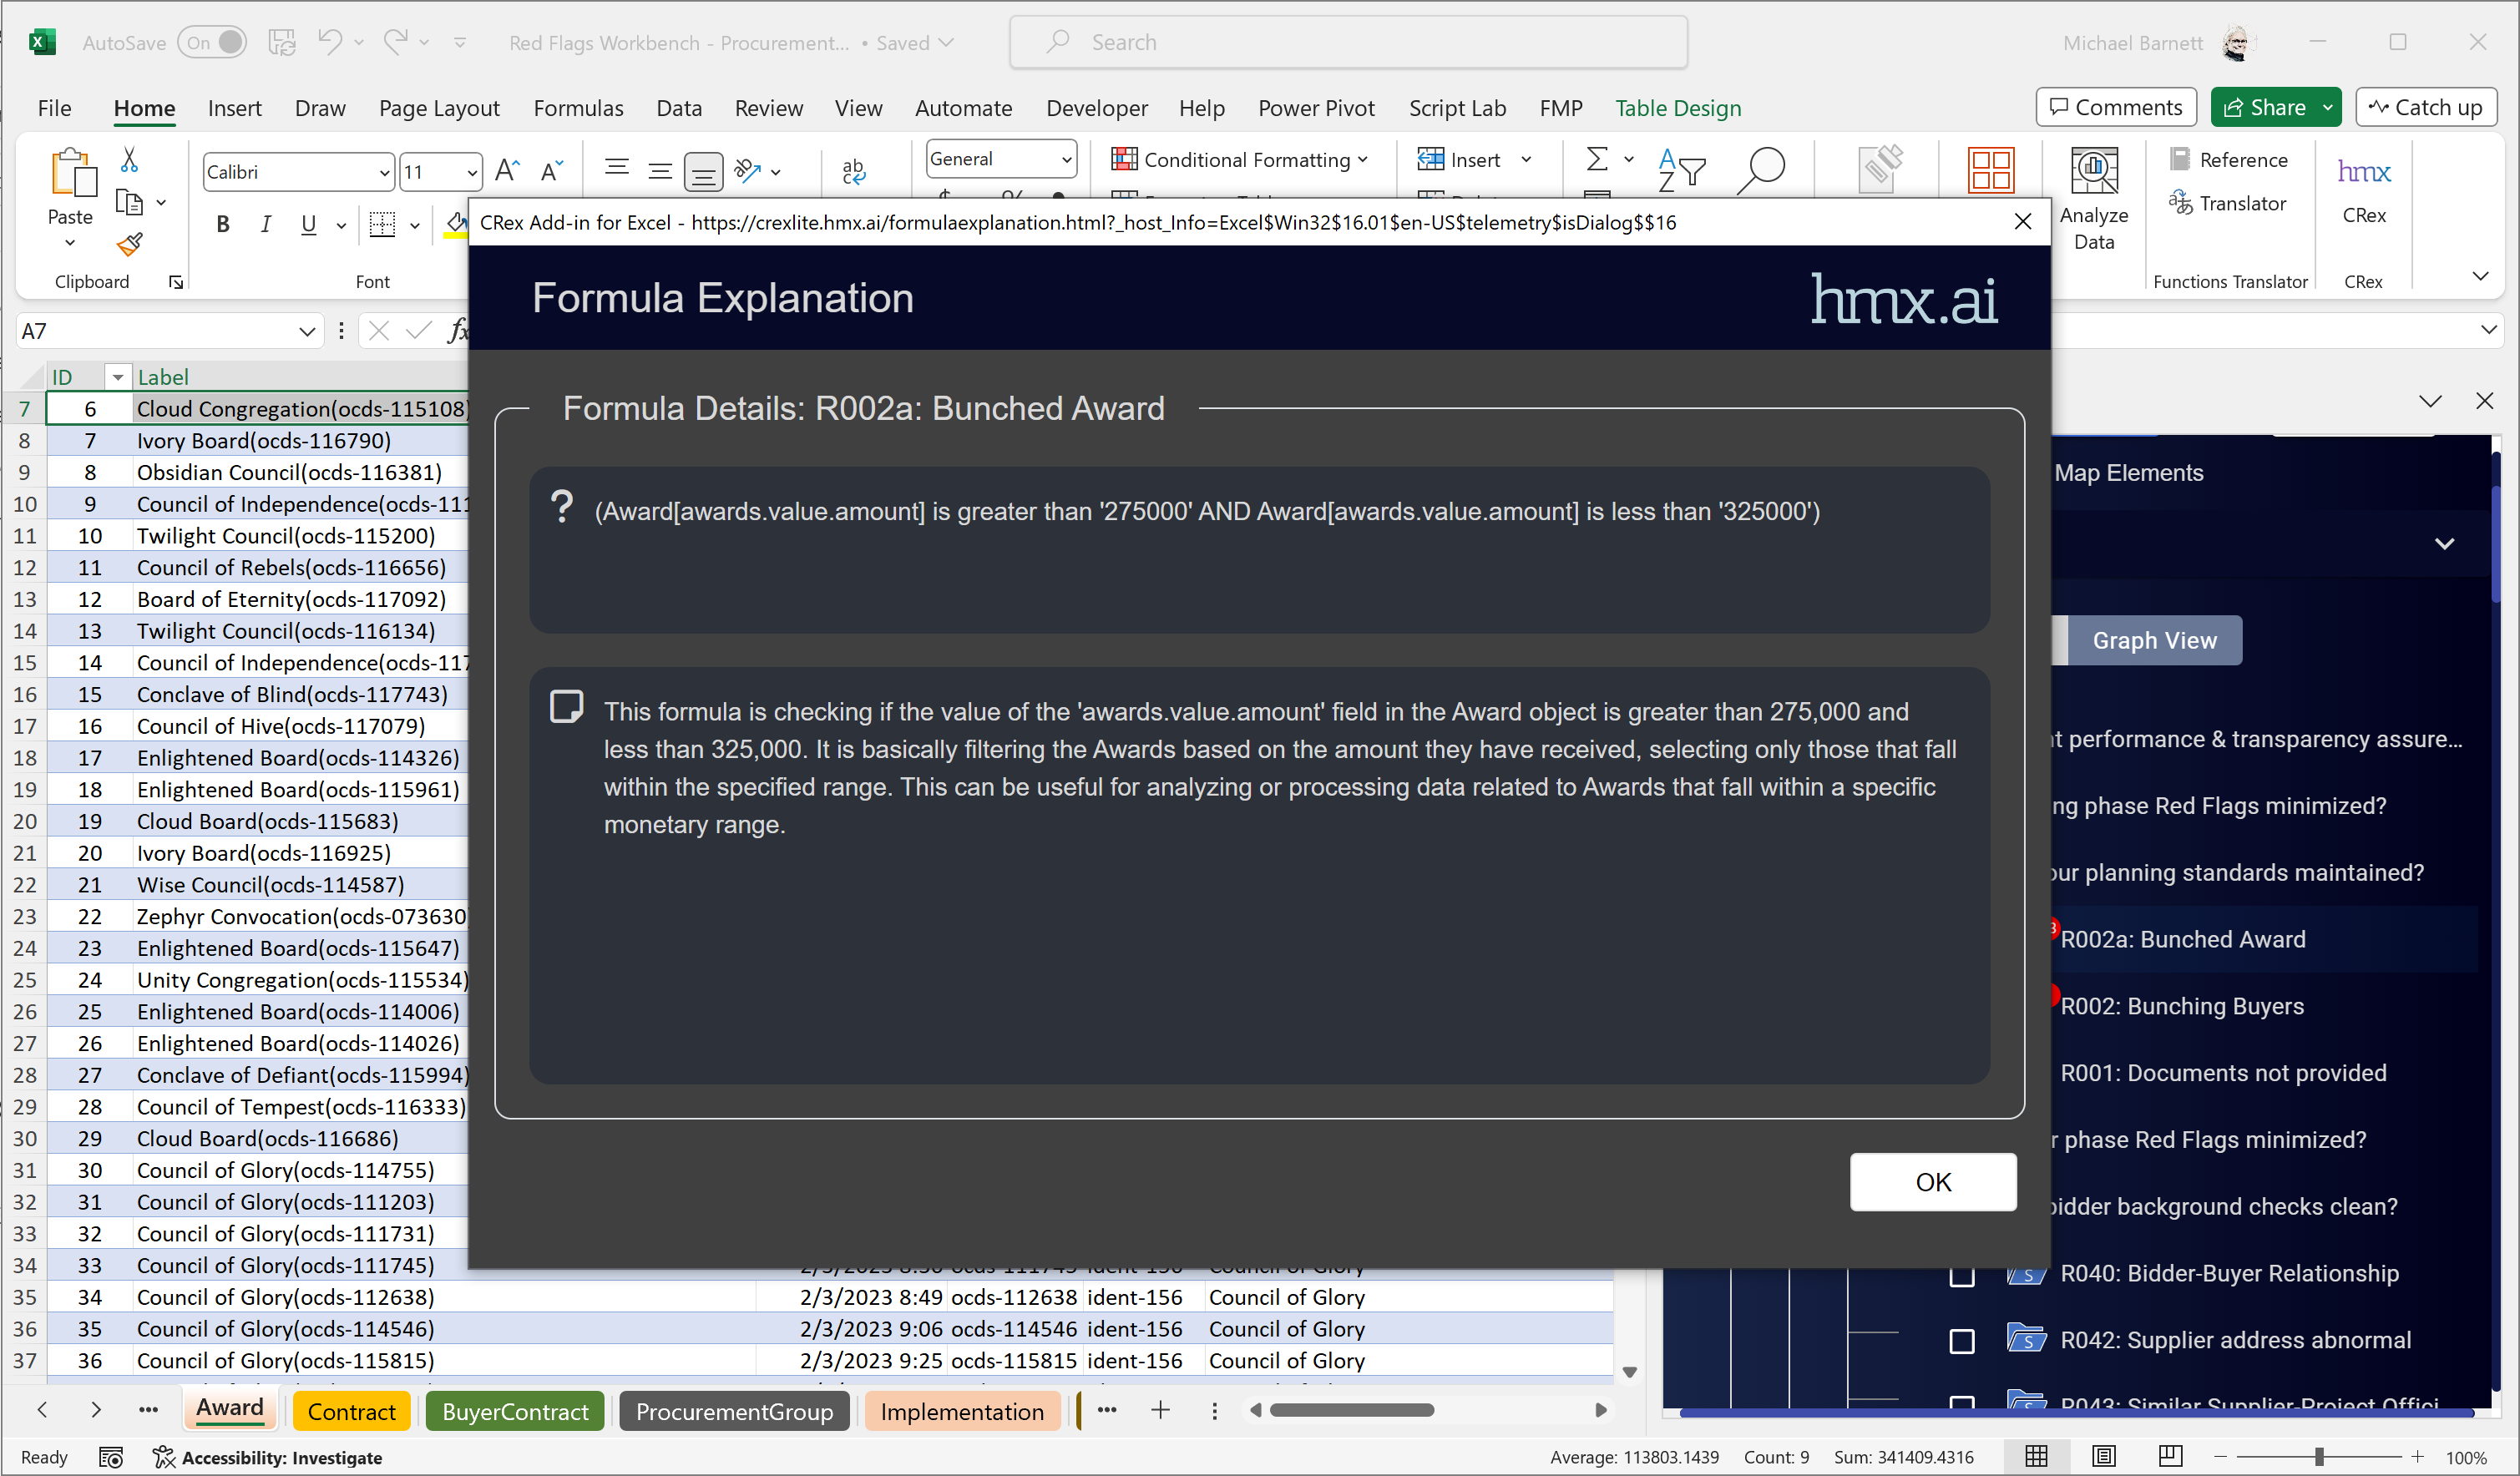 AutoSave On Red Flags Workbench - Procurement... • Saved Search Michael Barnett
File Home Insert Draw Page Layout Formulas Data Review View Automate Developer Help Power Pivot Script Lab FMP Table Design Comments Share Catch up
Paste Calibri 11 General Conditional Formatting Insert Analyze Data Reference Translator hmx CRex
B I U
Clipboard Font Functions Translator CRex
CRex Add-in for Excel - https://crexlite.hmx.ai/formulaexplanation.html?_host_Info=Excel$Win32$16.01$en-US$telemetry$isDialog$$16
Formula Explanation hmx.ai
A7 fx
Formula Details: R002a: Bunched Award
? (Award[awards.value.amount] is greater than '275000' AND Award[awards.value.amount] is less than '325000')
This formula is checking if the value of the 'awards.value.amount' field in the Award object is greater than 275,000 and
less than 325,000. It is basically filtering the Awards based on the amount they have received, selecting only those that fall
within the specified range. This can be useful for analyzing or processing data related to Awards that fall within a specific
monetary range.
OK
ID Label
7 6 Cloud Congregation(ocds-115108)
8 7 Ivory Board(ocds-116790)
9 8 Obsidian Council(ocds-116381)
10 9 Council of Independence(ocds-111
11 10 Twilight Council(ocds-115200)
12 11 Council of Rebels(ocds-116656)
13 12 Board of Eternity(ocds-117092)
14 13 Twilight Council(ocds-116134)
15 14 Council of Independence(ocds-117
16 15 Conclave of Blind(ocds-117743)
17 16 Council of Hive(ocds-117079)
18 17 Enlightened Board(ocds-114326)
19 18 Enlightened Board(ocds-115961)
20 19 Cloud Board(ocds-115683)
21 20 Ivory Board(ocds-116925)
22 21 Wise Council(ocds-114587)
23 22 Zephyr Convocation(ocds-073630)
24 23 Enlightened Board(ocds-115647)
25 24 Unity Congregation(ocds-115534)
26 25 Enlightened Board(ocds-114006)
27 26 Enlightened Board(ocds-114026)
28 27 Conclave of Defiant(ocds-115994)
29 28 Council of Tempest(ocds-116333)
30 29 Cloud Board(ocds-116686)
31 30 Council of Glory(ocds-114755)
32 31 Council of Glory(ocds-111203)
33 32 Council of Glory(ocds-111731)
34 33 Council of Glory(ocds-111745) 2/3/2023 8:36 ocds-111745 ident-156 Council of Glory
35 34 Council of Glory(ocds-112638) 2/3/2023 8:49 ocds-112638 ident-156 Council of Glory
36 35 Council of Glory(ocds-114546) 2/3/2023 9:06 ocds-114546 ident-156 Council of Glory
37 36 Council of Glory(ocds-115815) 2/3/2023 9:25 ocds-115815 ident-156 Council of Glory
Map Elements
Graph View
performance & transparency assure...
ng phase Red Flags minimized?
our planning standards maintained?
R002a: Bunched Award
R002: Bunching Buyers
R001: Documents not provided
r phase Red Flags minimized?
bidder background checks clean?
R040: Bidder-Buyer Relationship
R042: Supplier address abnormal
R043: Similar Supplier-Project Offici
Award Contract BuyerContract ProcurementGroup Implementation
Ready Accessibility: Investigate Average: 113803.1439 Count: 9 Sum: 341409.4316 100%